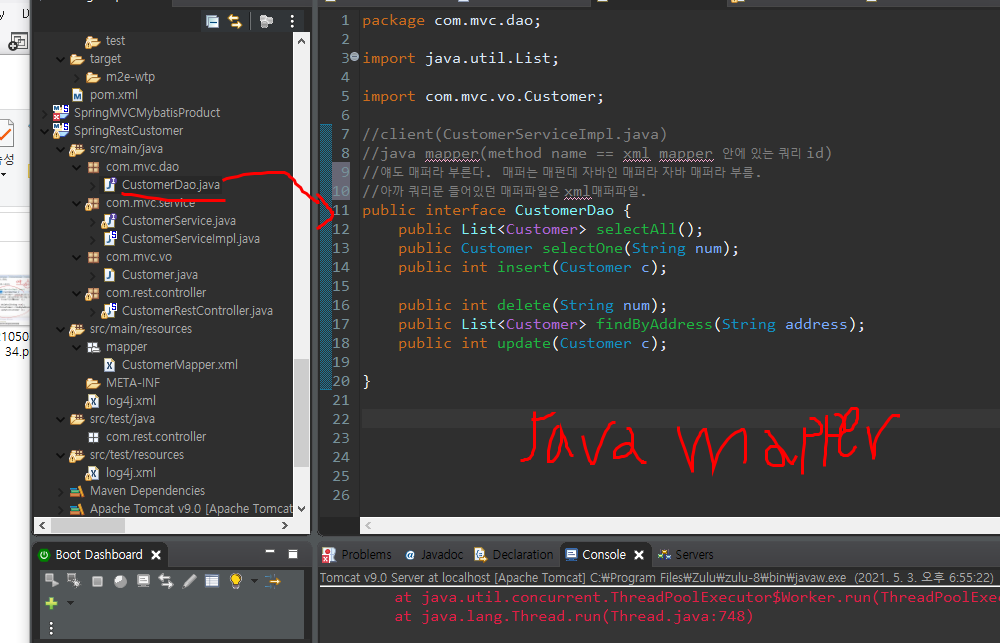 test
target
m2e-wtp
pom.xml
SpringMVCMybatisProduct
SpringRestCustomer
src/main/java
com.mvc.dao
CustomerDao.java
com.mvc.service
CustomerService.java
CustomerServiceImpl.java
com.mvc.vo
Customer.java
com.rest.controller
CustomerRestController.java
src/main/resources
mapper
CustomerMapper.xml
META-INF
log4j.xml
src/test/java
com.rest.controller
src/test/resources
log4j.xml
Maven Dependencies
Apache Tomcat v9.0 [Apache Tomcat
1050
34.p
1 package com.mvc.dao;
2
3 import java.util.List;
4
5 import com.mvc.vo.Customer;
6
7 //client(CustomerServiceImpl.java)
8 //java mapper(method name == xml mapper 안에 있는 쿼리 id)
9 //얘도 매퍼라 부른다. 매퍼는 매펀데 자바인 매퍼라 자바 매퍼라 부름.
10 //아까 쿼리문 들어있던 매퍼파일은 xml매퍼파일.
11 public interface CustomerDao {
12 public List<Customer> selectAll();
13 public Customer selectOne(String num);
14 public int insert(Customer c);
15
16 public int delete(String num);
17 public List<Customer> findByAddress(String address);
18 public int update(Customer c);
19
20 }
21
22
23
24
25
26
Java mapper
Boot Dashboard
Problems Javadoc Declaration Console Servers
Tomcat v9.0 Server at localhost [Apache Tomcat] C:₩Program Files₩Zulu₩zulu-8₩bin₩javaw.exe (2021. 5. 3. 오후 6:55:22)
at java.util.concurrent.ThreadPoolExecutor$Worker.run(ThreadPoolExec
at java.lang.Thread.run(Thread.java:748)